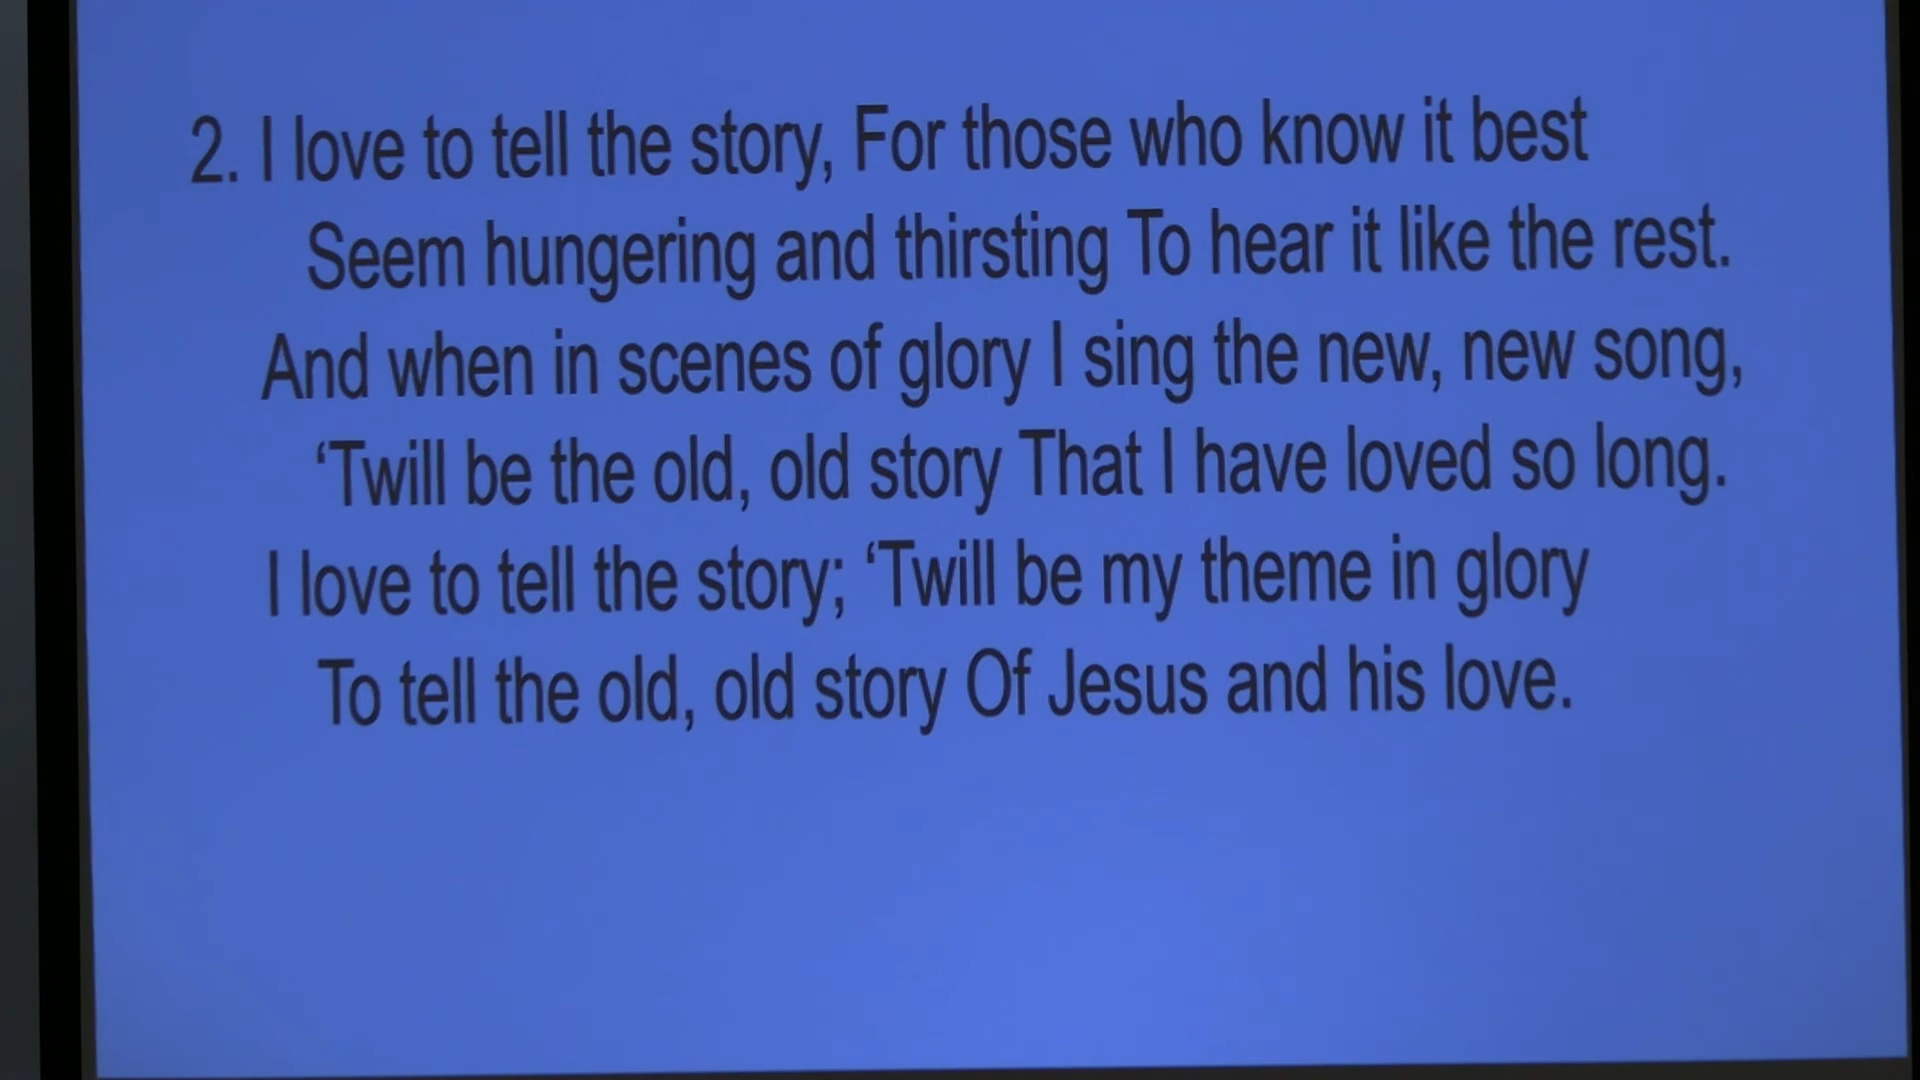 2. I love to tell the story, For those who know it best
Seem hungering and thirsting To hear it like the rest.
And when in scenes of glory I sing the new, new song,
‘Twill be the old, old story That I have loved so long.
I love to tell the story; ‘Twill be my theme in glory
To tell the old, old story Of Jesus and his love.